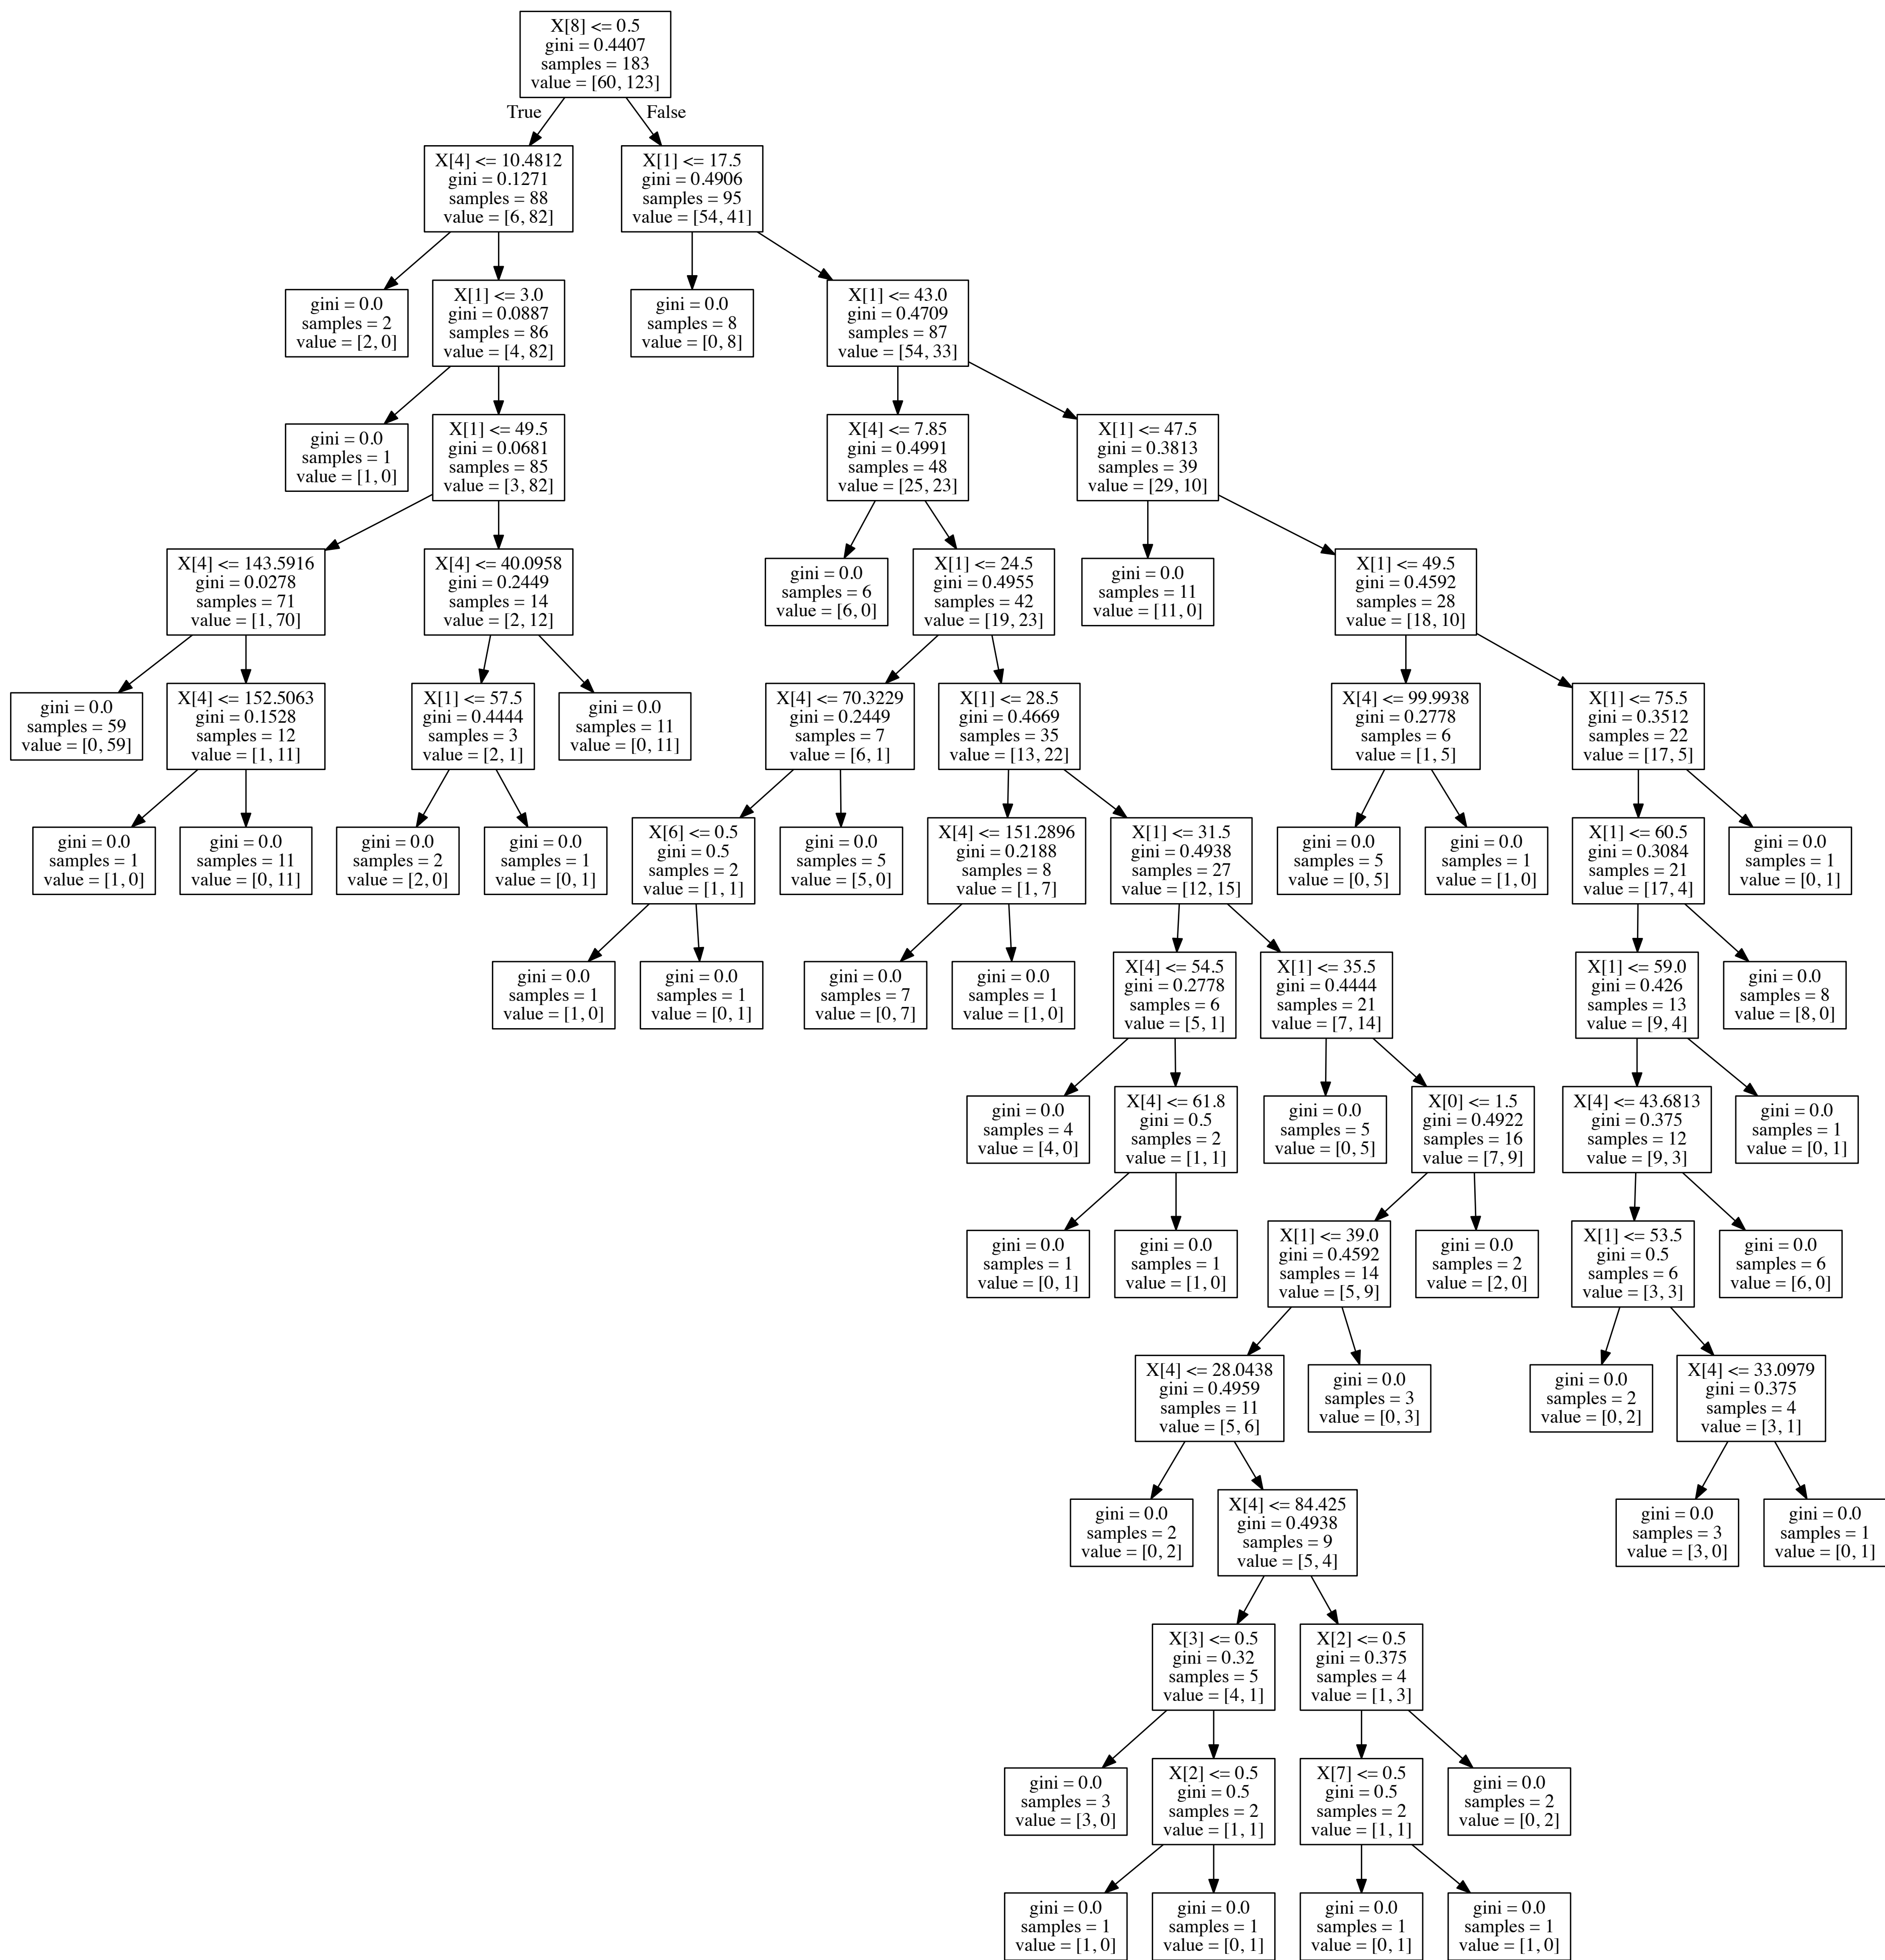 X[8] <= 0.5
gini = 0.4407
samples = 183
value = [60, 123]
True
False
X[4] <= 10.4812
gini = 0.1271
samples = 88
value = [6, 82]
X[1] <= 17.5
gini = 0.4906
samples = 95
value = [54, 41]
gini = 0.0
samples = 2
value = [2, 0]
X[1] <= 3.0
gini = 0.0887
samples = 86
value = [4, 82]
gini = 0.0
samples = 8
value = [0, 8]
X[1] <= 43.0
gini = 0.4709
samples = 87
value = [54, 33]
gini = 0.0
samples = 1
value = [1, 0]
X[1] <= 49.5
gini = 0.0681
samples = 85
value = [3, 82]
X[4] <= 7.85
gini = 0.4991
samples = 48
value = [25, 23]
X[1] <= 47.5
gini = 0.3813
samples = 39
value = [29, 10]
X[4] <= 143.5916
gini = 0.0278
samples = 71
value = [1, 70]
X[4] <= 40.0958
gini = 0.2449
samples = 14
value = [2, 12]
gini = 0.0
samples = 6
value = [6, 0]
X[1] <= 24.5
gini = 0.4955
samples = 42
value = [19, 23]
gini = 0.0
samples = 11
value = [11, 0]
X[1] <= 49.5
gini = 0.4592
samples = 28
value = [18, 10]
gini = 0.0
samples = 59
value = [0, 59]
X[4] <= 152.5063
gini = 0.1528
samples = 12
value = [1, 11]
X[1] <= 57.5
gini = 0.4444
samples = 3
value = [2, 1]
gini = 0.0
samples = 11
value = [0, 11]
X[4] <= 70.3229
gini = 0.2449
samples = 7
value = [6, 1]
X[1] <= 28.5
gini = 0.4669
samples = 35
value = [13, 22]
X[4] <= 99.9938
gini = 0.2778
samples = 6
value = [1, 5]
X[1] <= 75.5
gini = 0.3512
samples = 22
value = [17, 5]
gini = 0.0
samples = 1
value = [1, 0]
gini = 0.0
samples = 11
value = [0, 11]
gini = 0.0
samples = 2
value = [2, 0]
gini = 0.0
samples = 1
value = [0, 1]
X[6] <= 0.5
gini = 0.5
samples = 2
value = [1, 1]
gini = 0.0
samples = 5
value = [5, 0]
X[4] <= 151.2896
gini = 0.2188
samples = 8
value = [1, 7]
X[1] <= 31.5
gini = 0.4938
samples = 27
value = [12, 15]
gini = 0.0
samples = 5
value = [0, 5]
gini = 0.0
samples = 1
value = [1, 0]
X[1] <= 60.5
gini = 0.3084
samples = 21
value = [17, 4]
gini = 0.0
samples = 1
value = [0, 1]
gini = 0.0
samples = 1
value = [1, 0]
gini = 0.0
samples = 1
value = [0, 1]
gini = 0.0
samples = 7
value = [0, 7]
gini = 0.0
samples = 1
value = [1, 0]
X[4] <= 54.5
gini = 0.2778
samples = 6
value = [5, 1]
X[1] <= 35.5
gini = 0.4444
samples = 21
value = [7, 14]
X[1] <= 59.0
gini = 0.426
samples = 13
value = [9, 4]
gini = 0.0
samples = 8
value = [8, 0]
gini = 0.0
samples = 4
value = [4, 0]
X[4] <= 61.8
gini = 0.5
samples = 2
value = [1, 1]
gini = 0.0
samples = 5
value = [0, 5]
X[0] <= 1.5
gini = 0.4922
samples = 16
value = [7, 9]
X[4] <= 43.6813
gini = 0.375
samples = 12
value = [9, 3]
gini = 0.0
samples = 1
value = [0, 1]
gini = 0.0
samples = 1
value = [0, 1]
gini = 0.0
samples = 1
value = [1, 0]
X[1] <= 39.0
gini = 0.4592
samples = 14
value = [5, 9]
gini = 0.0
samples = 2
value = [2, 0]
X[1] <= 53.5
gini = 0.5
samples = 6
value = [3, 3]
gini = 0.0
samples = 6
value = [6, 0]
X[4] <= 28.0438
gini = 0.4959
samples = 11
value = [5, 6]
gini = 0.0
samples = 3
value = [0, 3]
gini = 0.0
samples = 2
value = [0, 2]
X[4] <= 33.0979
gini = 0.375
samples = 4
value = [3, 1]
gini = 0.0
samples = 2
value = [0, 2]
X[4] <= 84.425
gini = 0.4938
samples = 9
value = [5, 4]
gini = 0.0
samples = 3
value = [3, 0]
gini = 0.0
samples = 1
value = [0, 1]
X[3] <= 0.5
gini = 0.32
samples = 5
value = [4, 1]
X[2] <= 0.5
gini = 0.375
samples = 4
value = [1, 3]
gini = 0.0
samples = 3
value = [3, 0]
X[2] <= 0.5
gini = 0.5
samples = 2
value = [1, 1]
X[7] <= 0.5
gini = 0.5
samples = 2
value = [1, 1]
gini = 0.0
samples = 2
value = [0, 2]
gini = 0.0
samples = 1
value = [1, 0]
gini = 0.0
samples = 1
value = [0, 1]
gini = 0.0
samples = 1
value = [0, 1]
gini = 0.0
samples = 1
value = [1, 0]